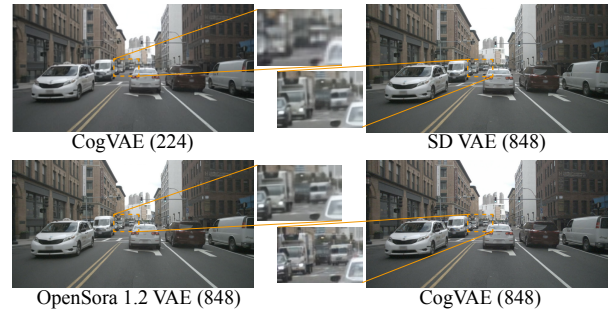 CogVAE (224)
SD VAE (848)
OpenSora 1.2 VAE (848)
CogVAE (848)